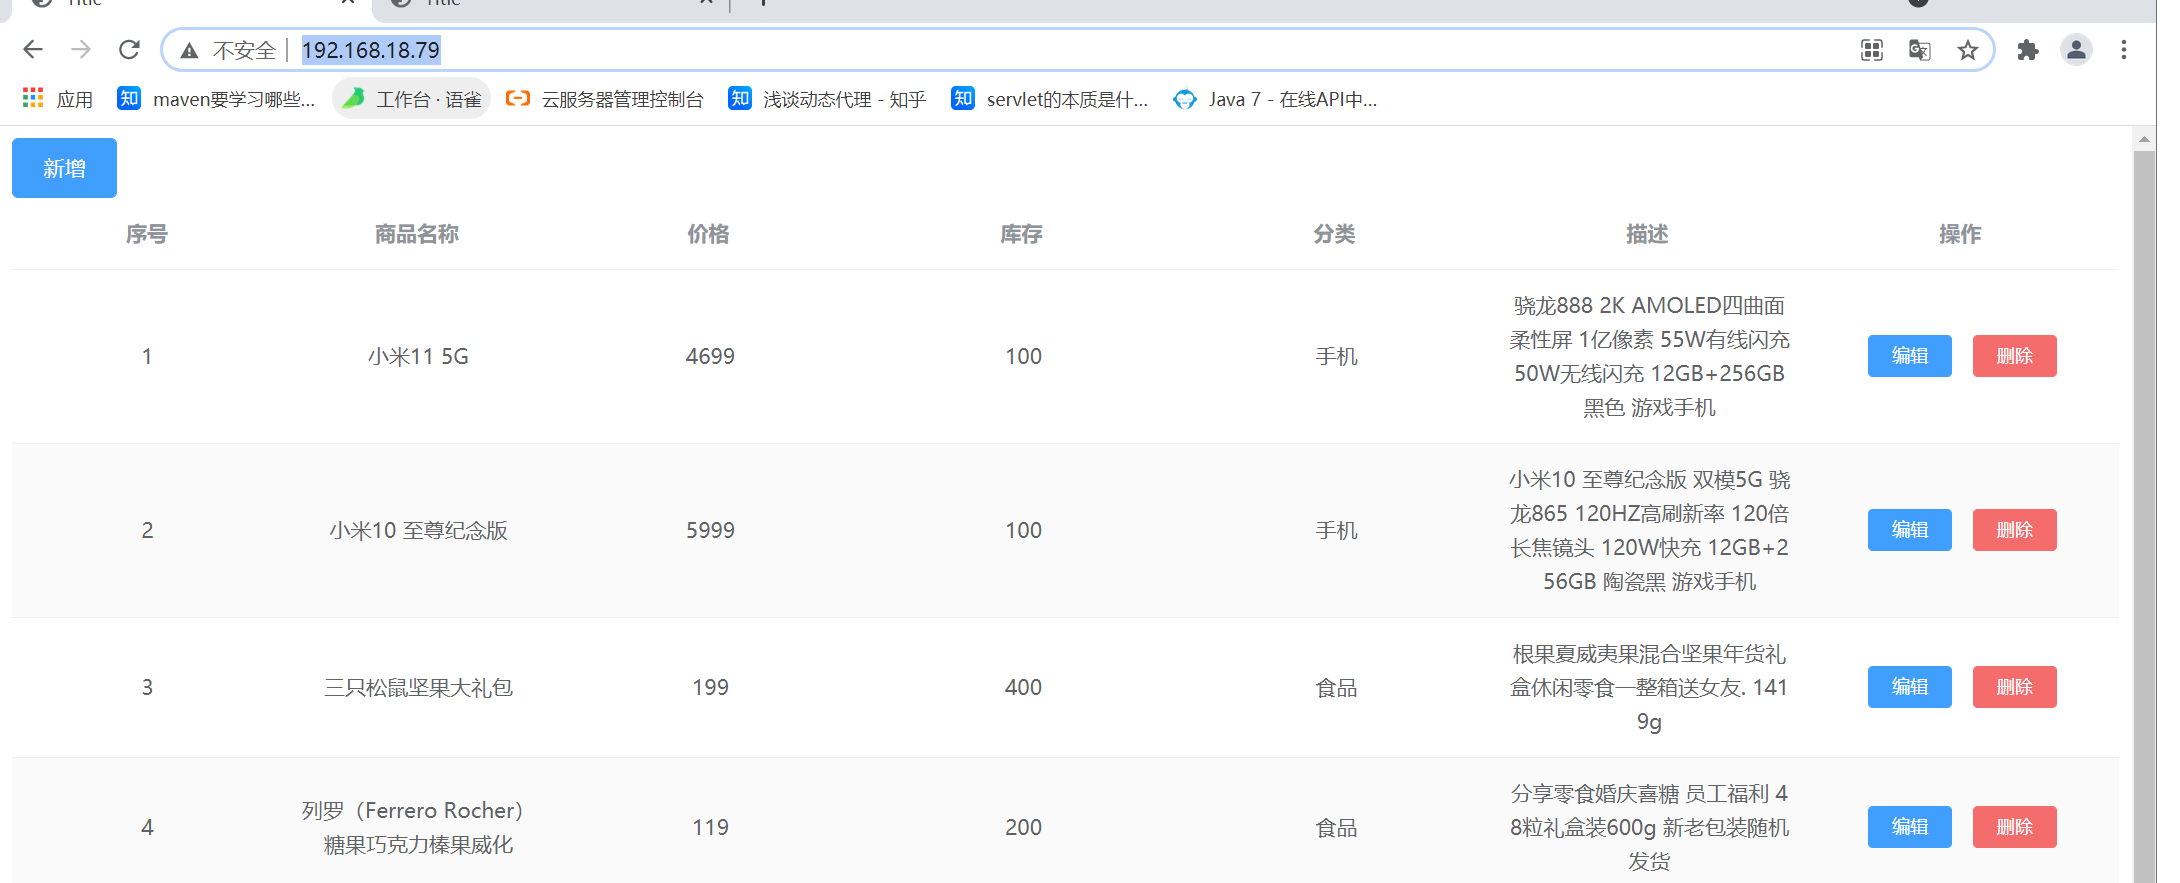 Title
Title
不安全
192.168.18.79
应用
maven要学习哪些...
工作台 · 语雀
云服务器管理控制台
知 浅谈动态代理 - 知乎
知 servlet的本质是什...
Java 7 - 在线API中...
新增
序号 商品名称 价格 库存 分类 描述 操作
1 小米11 5G 4699 100 手机
骁龙888 2K AMOLED四曲面
柔性屏 1亿像素 55W有线闪充
50W无线闪充 12GB+256GB
黑色 游戏手机
编辑 删除
2 小米10 至尊纪念版 5999 100 手机
小米10 至尊纪念版 双模5G 骁
龙865 120HZ高刷新率 120倍
长焦镜头 120W快充 12GB+2
56GB 陶瓷黑 游戏手机
编辑 删除
3 三只松鼠坚果大礼包 199 400 食品
根果夏威夷果混合坚果年货礼
盒休闲零食一整箱送女友. 141
9g
编辑 删除
4
列罗（Ferrero Rocher）
糖果巧克力榛果威化
119 200 食品
分享零食婚庆喜糖 员工福利 4
8粒礼盒装600g 新老包装随机
发货
编辑 删除